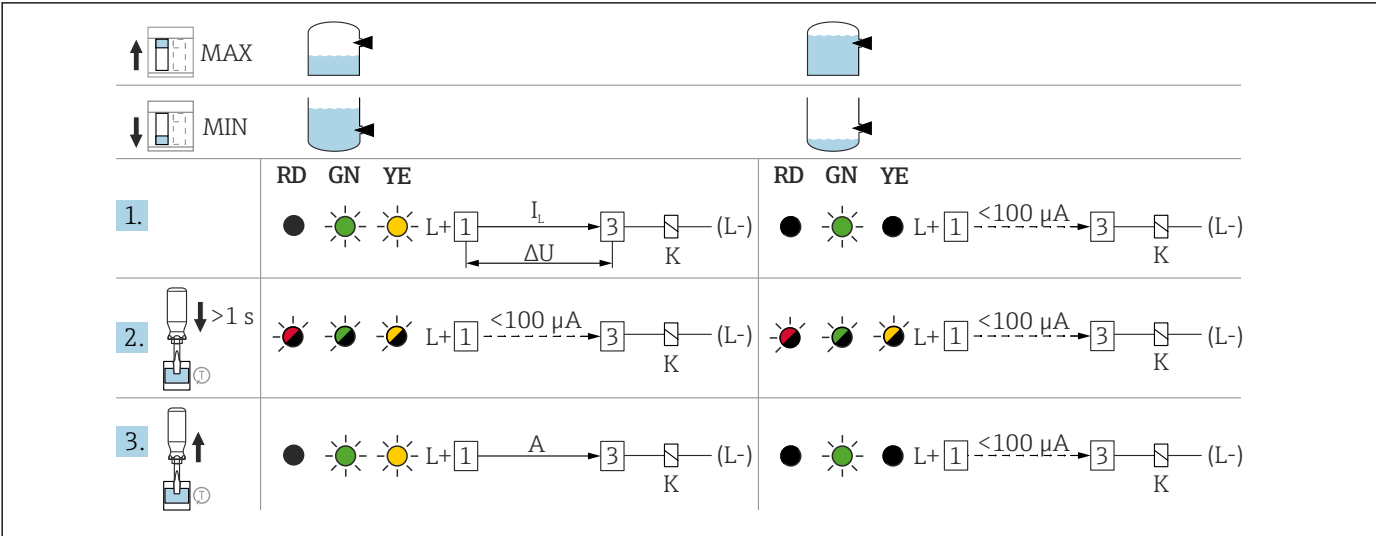 MAX
MIN
RD GN YE RD GN YE
1. L+ 1 I_L 3 (L-) L+ 1 <100 µA 3 (L-)
ΔU K K
2. >1 s L+ 1 <100 µA 3 (L-) L+ 1 <100 µA 3 (L-)
T K K
3. L+ 1 A 3 (L-) L+ 1 <100 µA 3 (L-)
T K K